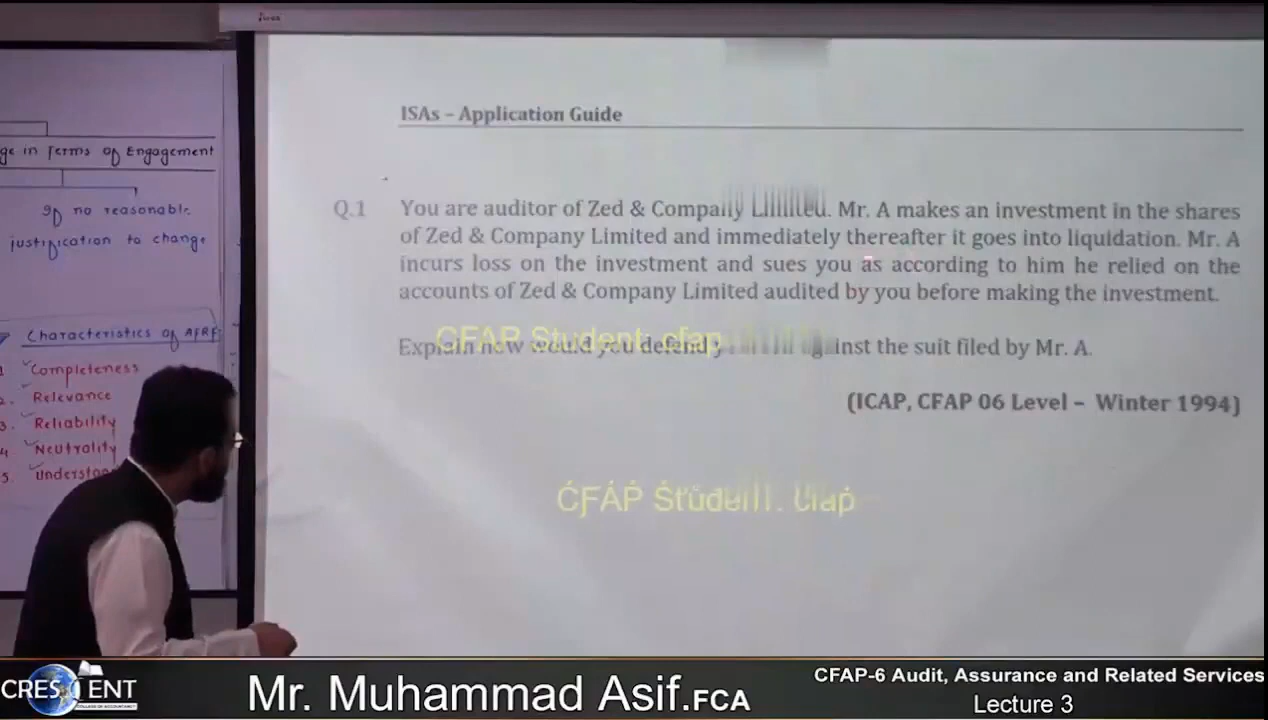 ge in Terms of Engagement
If no reasonable
justification to change
Characteristics of AFRF
1 Completeness
2. Relevance
3. Reliability
4 Neutrality
5.
ISAs – Application Guide
Q.1 You are auditor of Zed & Company Limited. Mr. A makes an investment in the shares
of Zed & Company Limited and immediately thereafter it goes into liquidation. Mr. A
incurs loss on the investment and sues you as according to him he relied on the
accounts of Zed & Company Limited audited by you before making the investment.
CFAP Student: cfap
Explain how would you defend against the suit filed by Mr. A.
(ICAP, CFAP 06 Level – Winter 1994)
CFAP Student: cfap
CRESCENT
Mr. Muhammad Asif.FCA
CFAP-6 Audit, Assurance and Related Services
Lecture 3